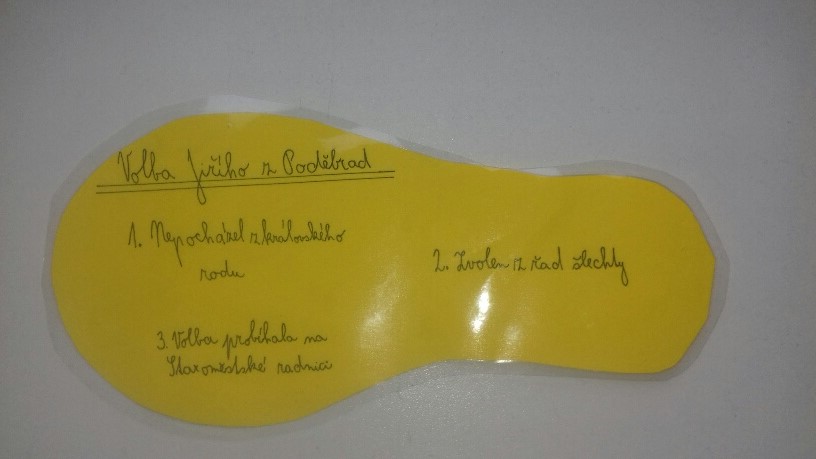 Volba Jiřího z Poděbrad
1. Nepocházel z královského
rodu
2. Zvolen z řad šlechty
3. Volba probíhala na
Staroměstské radnici